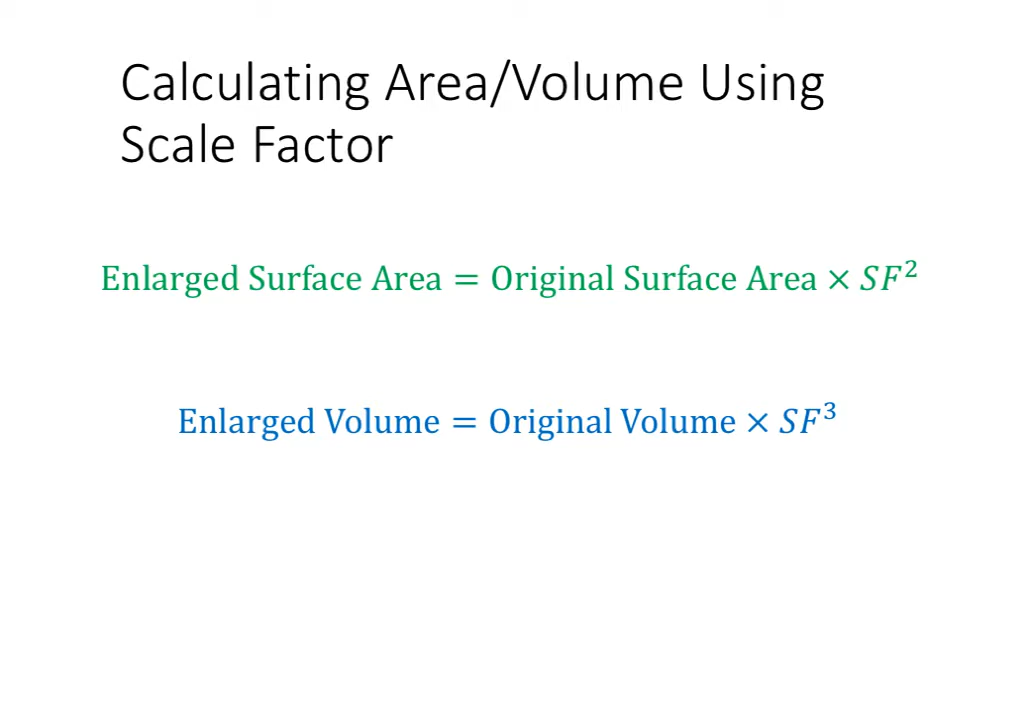 Calculating Area/Volume Using
Scale Factor
Enlarged Surface Area = Original Surface Area × 𝑆𝐹²
Enlarged Volume = Original Volume × 𝑆𝐹³